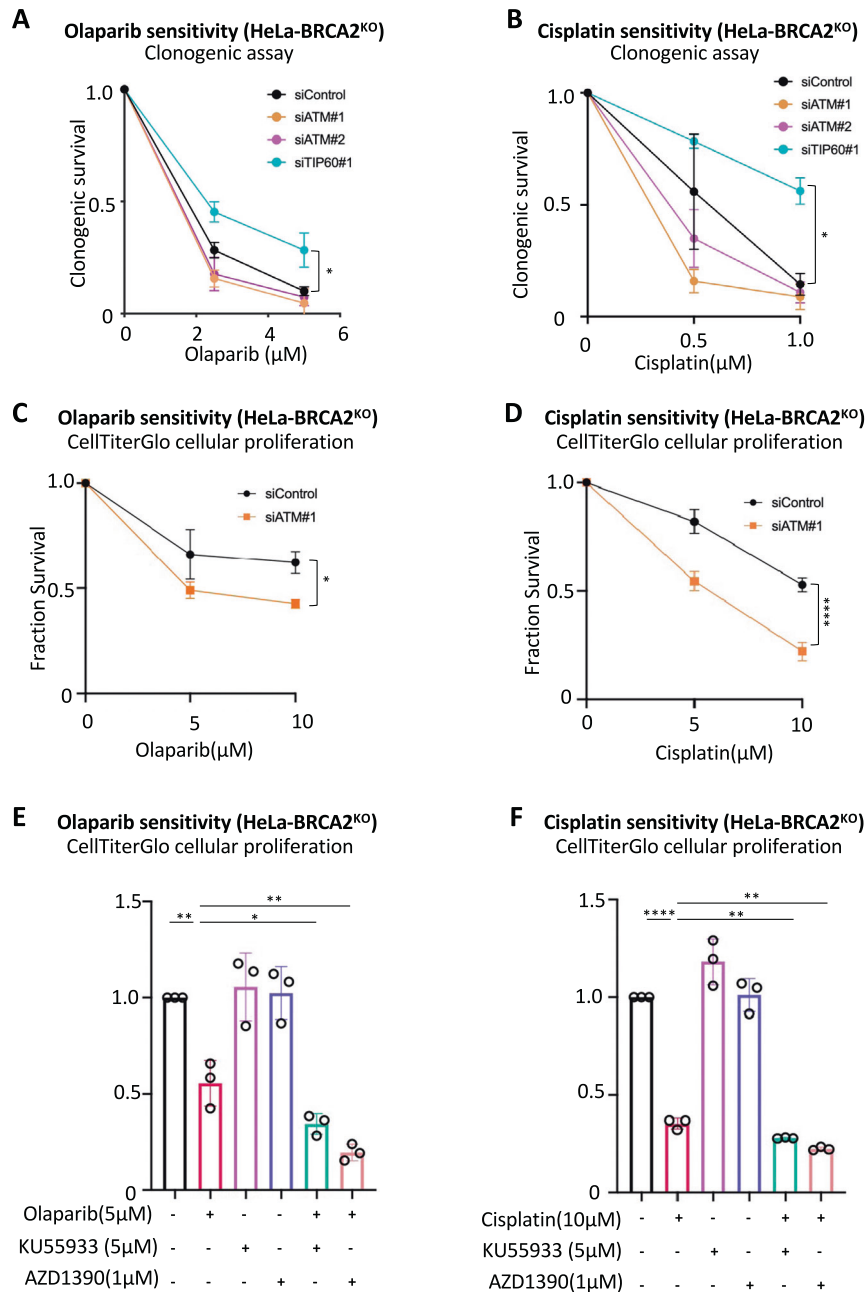 A
Olaparib sensitivity (HeLa-BRCA2KO)
Clonogenic assay
1.0
0.5
0
Clonogenic survival
siControl
siATM#1
siATM#2
siTIP60#1
*
0 2 4 6
Olaparib (µM)
B
Cisplatin sensitivity (HeLa-BRCA2KO)
Clonogenic assay
1.0
0.5
0
Clonogenic survival
siControl
siATM#1
siATM#2
siTIP60#1
*
0 0.5 1.0
Cisplatin(µM)
C
Olaparib sensitivity (HeLa-BRCA2KO)
CellTiterGlo cellular proliferation
1.0
0.5
0
Fraction Survival
siControl
siATM#1
*
0 5 10
Olaparib(µM)
D
Cisplatin sensitivity (HeLa-BRCA2KO)
CellTiterGlo cellular proliferation
1.0
0.5
0
Fraction Survival
siControl
siATM#1
****
0 5 10
Cisplatin(µM)
E
Olaparib sensitivity (HeLa-BRCA2KO)
CellTiterGlo cellular proliferation
1.5
1.0
0.5
0
**
** *
Olaparib(5µM) - + - - + +
KU55933 (5µM) - - + - + -
AZD1390(1µM) - - - + - +
F
Cisplatin sensitivity (HeLa-BRCA2KO)
CellTiterGlo cellular proliferation
1.5
1.0
0.5
0
**
**** **
Cisplatin(10µM) - + - - + +
KU55933 (5µM) - - + - + -
AZD1390(1µM) - - - + - +